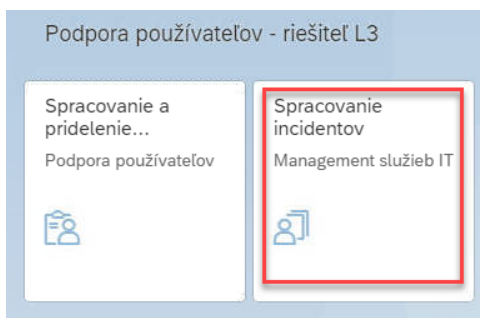 Podpora používateľov - riešiteľ L3
Spracovanie a
pridelenie...
Podpora používateľov
Spracovanie
incidentov
Management služieb IT